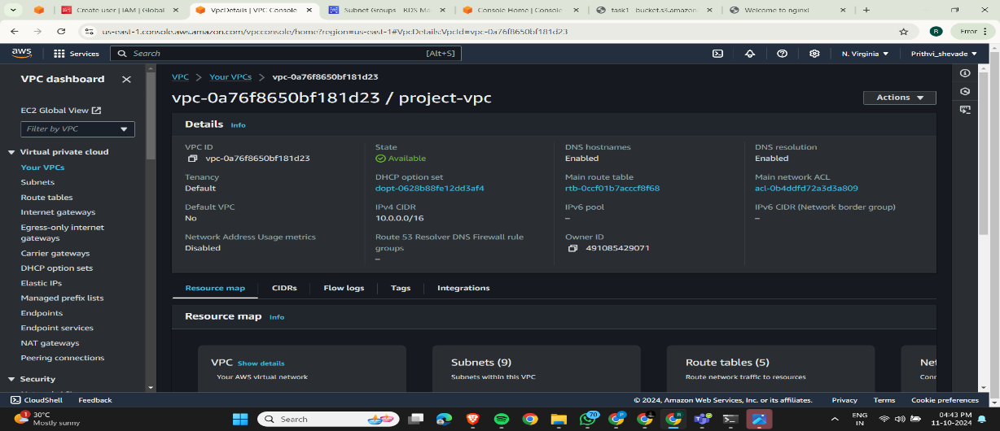 Create user | IAM | Global
VpcDetails | VPC Console
Subnet Groups - RDS Ma
Console Home | Console
task1 - bucket.s3.amazon.
Welcome to nginx!
us-east-1.console.aws.amazon.com/vpcconsole/home?region=us-east-1#VpcDetails:VpcId=vpc-0a76f8650bf181d23
R
Error
aws
Services
Search
[Alt+S]
N. Virginia
Prithvi_shevade
VPC dashboard
EC2 Global View
Filter by VPC
Virtual private cloud
Your VPCs
Subnets
Route tables
Internet gateways
Egress-only internet
gateways
Carrier gateways
DHCP option sets
Elastic IPs
Managed prefix lists
Endpoints
Endpoint services
NAT gateways
Peering connections
Security
VPC > Your VPCs > vpc-0a76f8650bf181d23
vpc-0a76f8650bf181d23 / project-vpc
Actions
Details Info
VPC ID
vpc-0a76f8650bf181d23
State
Available
DNS hostnames
Enabled
DNS resolution
Enabled
Tenancy
Default
DHCP option set
dopt-0628b88fe12dd3af4
Main route table
rtb-0ccf01b7acccf8f68
Main network ACL
acl-0b4ddfd72a3d3a809
Default VPC
No
IPv4 CIDR
10.0.0.0/16
IPv6 pool
–
IPv6 CIDR (Network border group)
–
Network Address Usage metrics
Disabled
Route 53 Resolver DNS Firewall rule
groups
–
Owner ID
491085429071
Resource map
CIDRs
Flow logs
Tags
Integrations
Resource map Info
VPC Show details
Your AWS virtual network
Subnets (9)
Subnets within this VPC
Route tables (5)
Route network traffic to resources
Net
Conr
CloudShell
Feedback
© 2024, Amazon Web Services, Inc. or its affiliates.
Privacy
Terms
Cookie preferences
1
30°C
Mostly sunny
Search
70
ENG
IN
04:43 PM
11-10-2024